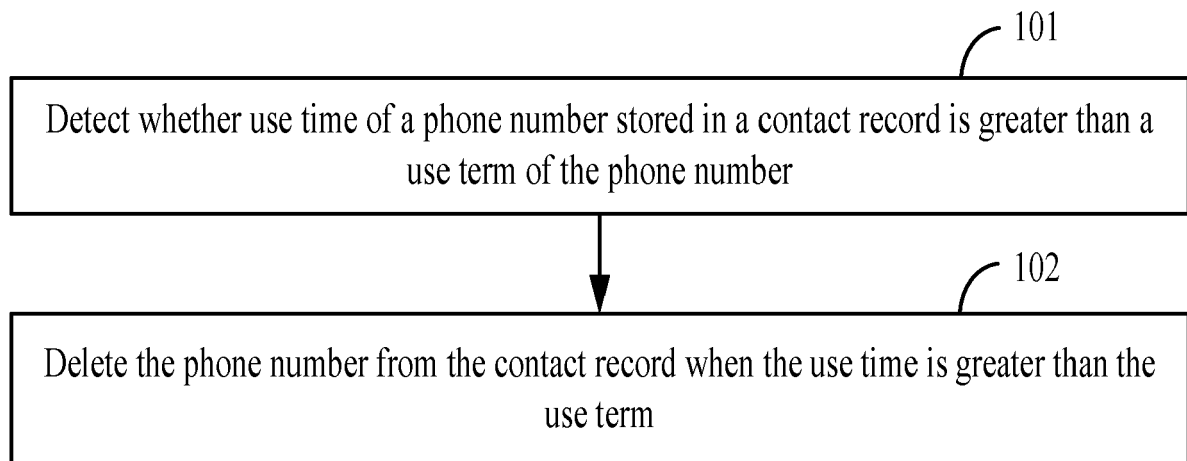 101
Detect whether use time of a phone number stored in a contact record is greater than a
use term of the phone number
102
Delete the phone number from the contact record when the use time is greater than the
use term